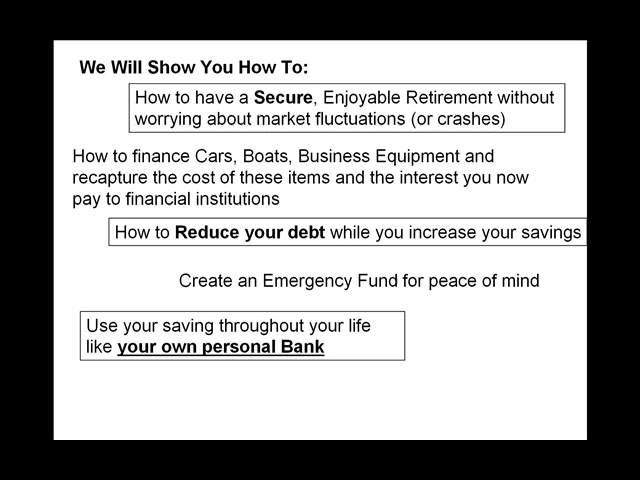 We Will Show You How To:
How to have a Secure, Enjoyable Retirement without
worrying about market fluctuations (or crashes)
How to finance Cars, Boats, Business Equipment and
recapture the cost of these items and the interest you now
pay to financial institutions
How to Reduce your debt while you increase your savings
Create an Emergency Fund for peace of mind
Use your saving throughout your life
like your own personal Bank